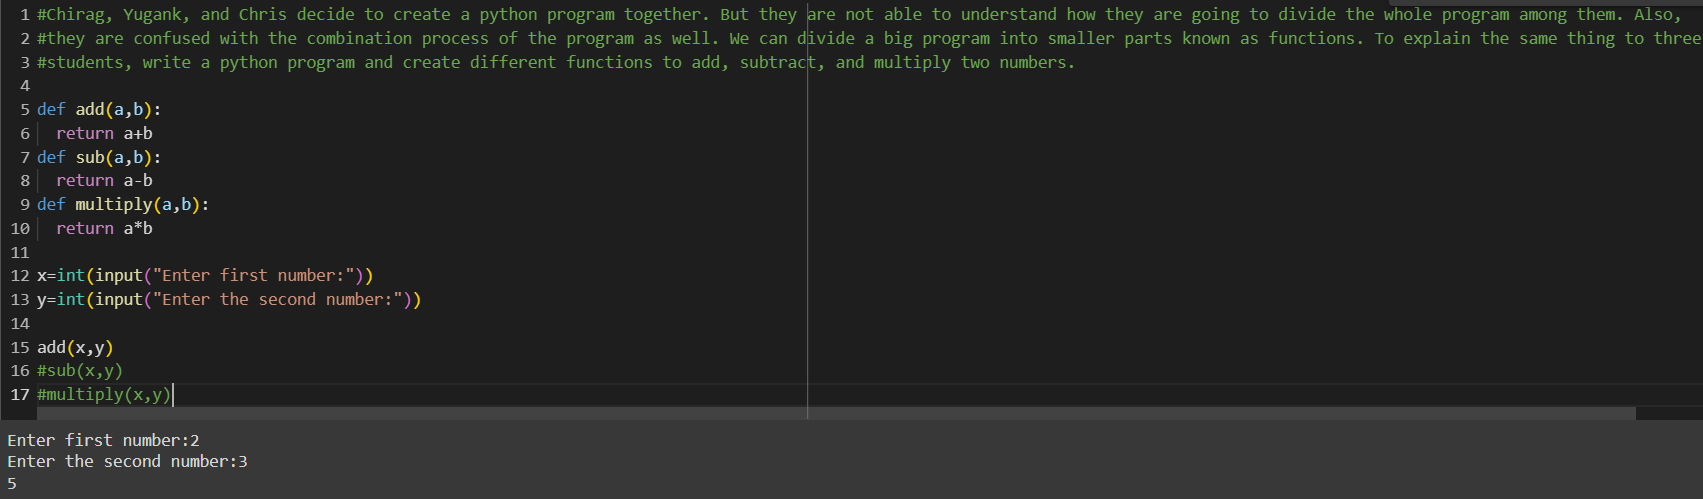 1 #Chirag, Yugank, and Chris decide to create a python program together. But they are not able to understand how they are going to divide the whole program among them. Also,
2 #they are confused with the combination process of the program as well. We can divide a big program into smaller parts known as functions. To explain the same thing to three
3 #students, write a python program and create different functions to add, subtract, and multiply two numbers.
4
5 def add(a,b):
6   return a+b
7 def sub(a,b):
8   return a-b
9 def multiply(a,b):
10   return a*b
11
12 x=int(input("Enter first number:"))
13 y=int(input("Enter the second number:"))
14
15 add(x,y)
16 #sub(x,y)
17 #multiply(x,y)
Enter first number:2
Enter the second number:3
5